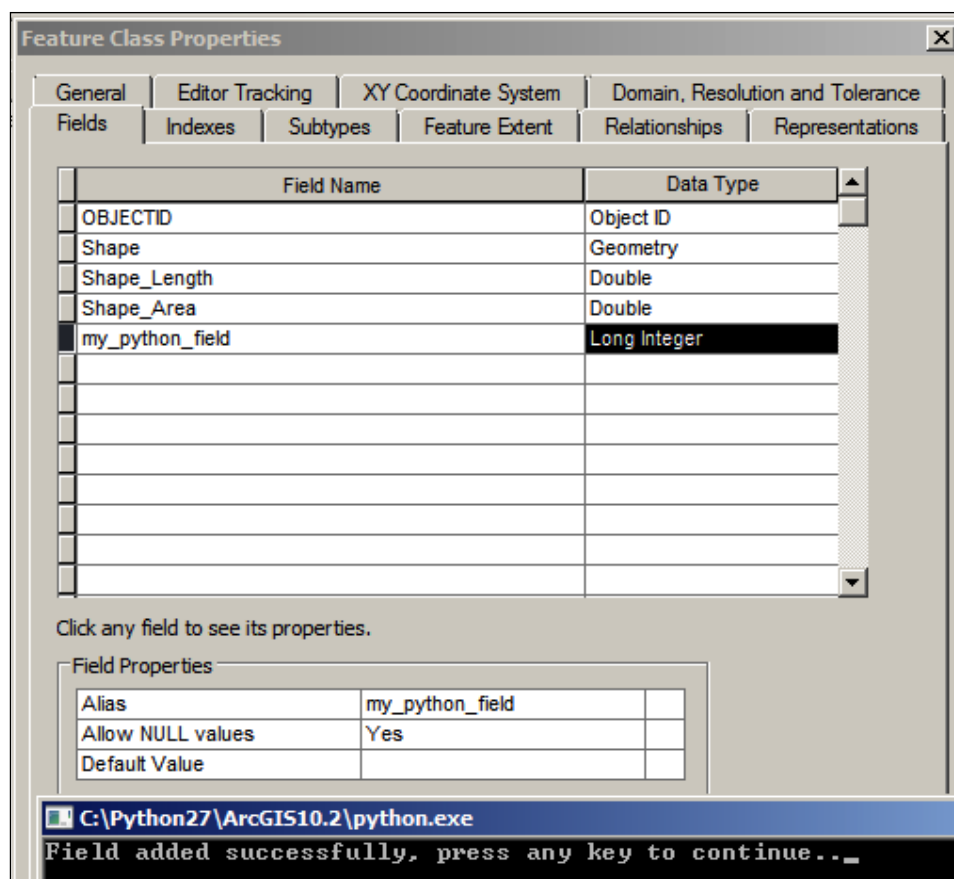 Feature Class Properties
General Editor Tracking XY Coordinate System Domain, Resolution and Tolerance
Fields Indexes Subtypes Feature Extent Relationships Representations
Field Name Data Type
OBJECTID Object ID
Shape Geometry
Shape_Length Double
Shape_Area Double
my_python_field Long Integer
Click any field to see its properties.
Field Properties
Alias my_python_field
Allow NULL values Yes
Default Value
C:\Python27\ArcGIS10.2\python.exe
Field added successfully, press any key to continue.._